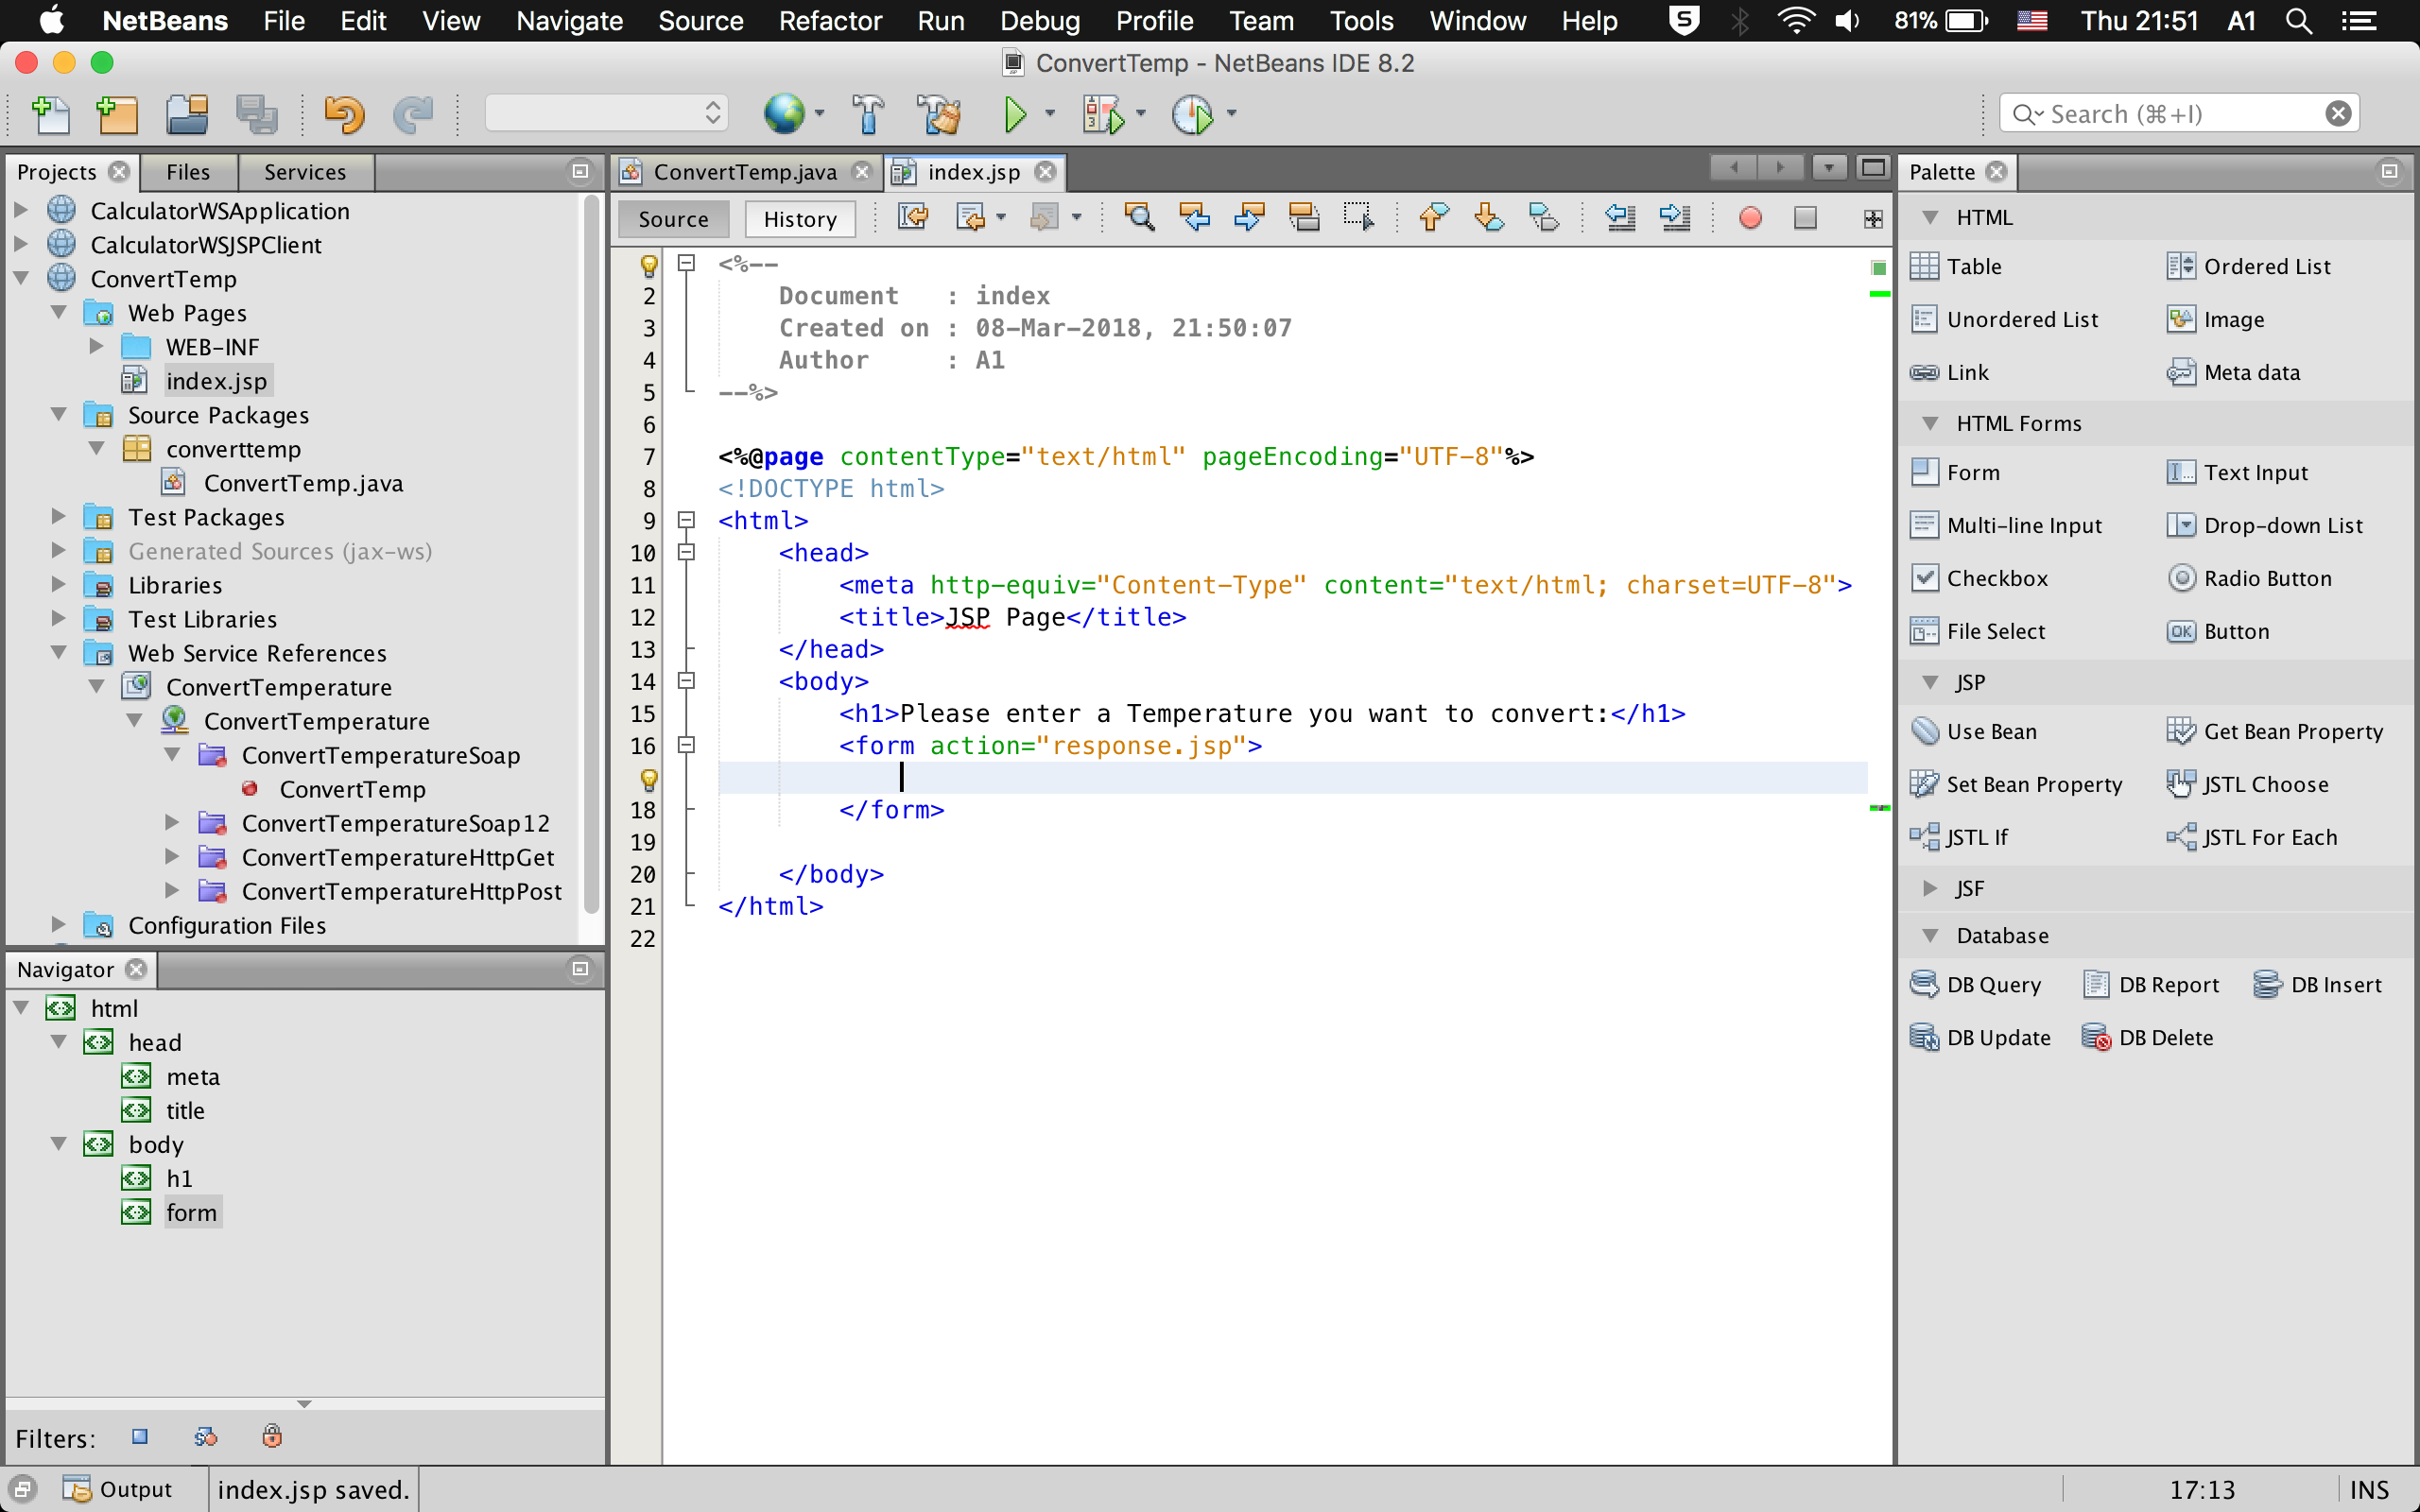 NetBeans File Edit View Navigate Source Refactor Run Debug Profile Team Tools Window Help S 81% Thu 21:51 A1
ConvertTemp - NetBeans IDE 8.2
Search (⌘+I)
Projects Files Services
CalculatorWSApplication
CalculatorWSJSPClient
ConvertTemp
Web Pages
WEB-INF
index.jsp
Source Packages
converttemp
ConvertTemp.java
Test Packages
Generated Sources (jax-ws)
Libraries
Test Libraries
Web Service References
ConvertTemperature
ConvertTemperature
ConvertTemperatureSoap
ConvertTemp
ConvertTemperatureSoap12
ConvertTemperatureHttpGet
ConvertTemperatureHttpPost
Configuration Files
Navigator
html
head
meta
title
body
h1
form
Filters:
ConvertTemp.java index.jsp
Source History
<%--
2 Document : index
3 Created on : 08-Mar-2018, 21:50:07
4 Author : A1
5 --%>
6
7 <%@page contentType="text/html" pageEncoding="UTF-8"%>
8 <!DOCTYPE html>
9 <html>
10 <head>
11 <meta http-equiv="Content-Type" content="text/html; charset=UTF-8">
12 <title>JSP Page</title>
13 </head>
14 <body>
15 <h1>Please enter a Temperature you want to convert:</h1>
16 <form action="response.jsp">
18 </form>
19
20 </body>
21 </html>
22
Palette
HTML
Table Ordered List
Unordered List Image
Link Meta data
HTML Forms
Form Text Input
Multi-line Input Drop-down List
Checkbox Radio Button
File Select OK Button
JSP
Use Bean Get Bean Property
Set Bean Property JSTL Choose
JSTL If JSTL For Each
JSF
Database
DB Query DB Report DB Insert
DB Update DB Delete
Output index.jsp saved. 17:13 INS